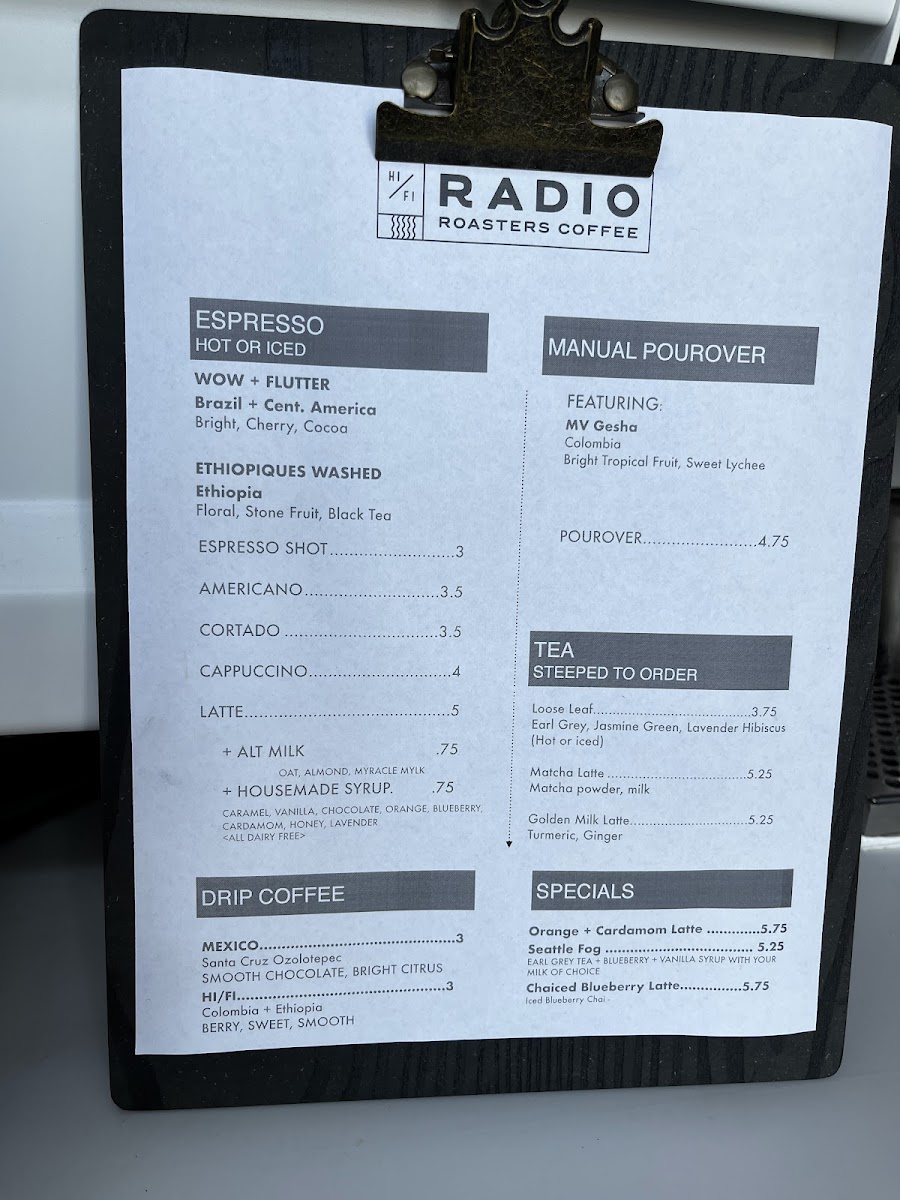 HI
FI
RADIO
ROASTERS COFFEE
ESPRESSO
HOT OR ICED
WOW + FLUTTER
Brazil + Cent. America
Bright, Cherry, Cocoa
ETHIOPIQUES WASHED
Ethiopia
Floral, Stone Fruit, Black Tea
ESPRESSO SHOT..........................3
AMERICANO............................3.5
CORTADO ................................3.5
CAPPUCCINO..............................4
LATTE...........................................5
+ ALT MILK .75
OAT, ALMOND, MYRACLE MYLK
+ HOUSEMADE SYRUP. .75
CARAMEL, VANILLA, CHOCOLATE, ORANGE, BLUEBERRY,
CARDAMOM, HONEY, LAVENDER
<ALL DAIRY FREE>
DRIP COFFEE
MEXICO.............................................3
Santa Cruz Ozolotepec
SMOOTH CHOCOLATE, BRIGHT CITRUS
HI/FI................................................3
Colombia + Ethiopia
BERRY, SWEET, SMOOTH
MANUAL POUROVER
FEATURING:
MV Gesha
Colombia
Bright Tropical Fruit, Sweet Lychee
POUROVER........................4.75
TEA
STEEPED TO ORDER
Loose Leaf.......................................3.75
Earl Grey, Jasmine Green, Lavender Hibiscus
(Hot or iced)
Matcha Latte ...................................5.25
Matcha powder, milk
Golden Milk Latte.............................5.25
Turmeric, Ginger
SPECIALS
Orange + Cardamom Latte .............5.75
Seattle Fog .................................... 5.25
EARL GREY TEA + BLUEBERRY + VANILLA SYRUP WITH YOUR
MILK OF CHOICE
Chaiced Blueberry Latte...............5.75
Iced Blueberry Chai -